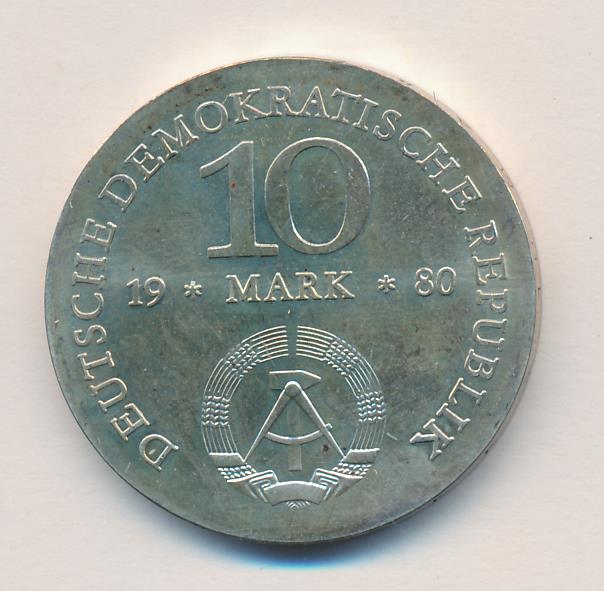 DEUTSCHE DEMOKRATISCHE REPUBLIK
10
19 * MARK * 80